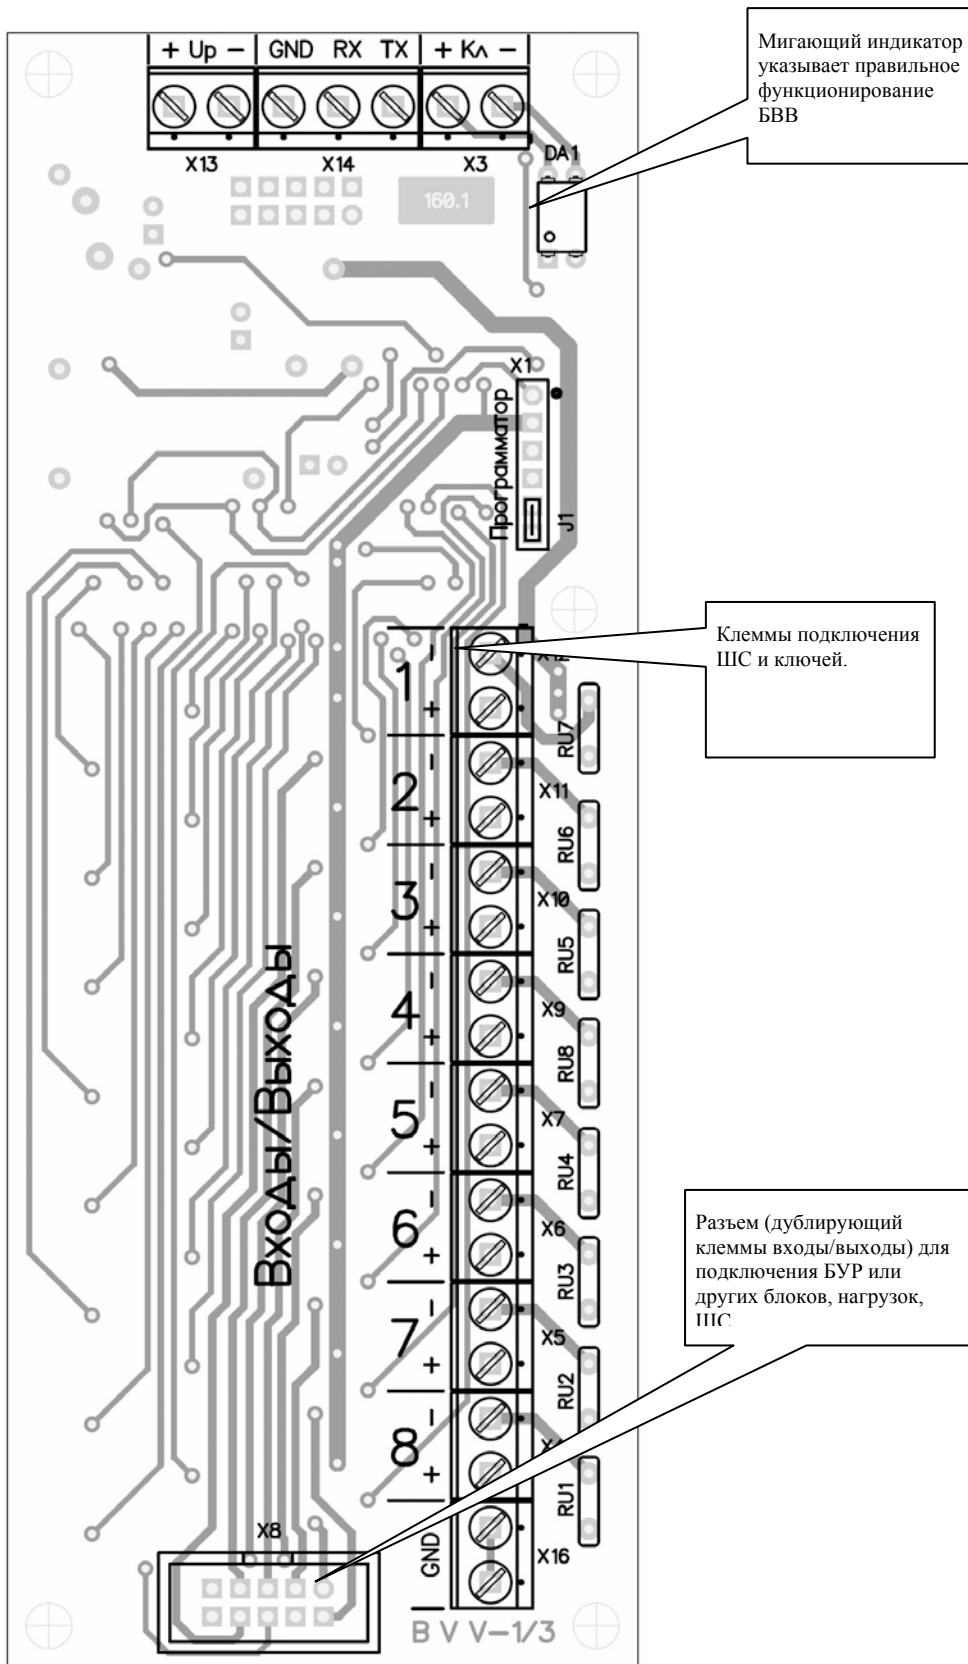 + Up −
GND RX TX
+ Кл −
X13
X14
X3
DA1
160.1
Мигающий индикатор
указывает правильное
функционирование
БВВ
X1
Программатор
J1
Клеммы подключения
ШС и ключей.
X12
1
−
+
RU7
2
−
+
X11
RU6
3
−
+
X10
RU5
4
−
+
X9
RU8
5
−
+
X7
RU4
6
−
+
X6
RU3
7
−
+
X5
RU2
8
−
+
RU1
Входы/Выходы
Разъем (дублирующий
клеммы входы/выходы) для
подключения БУР или
других блоков, нагрузок,
ШС
X8
GND
X16
B V V−1/3